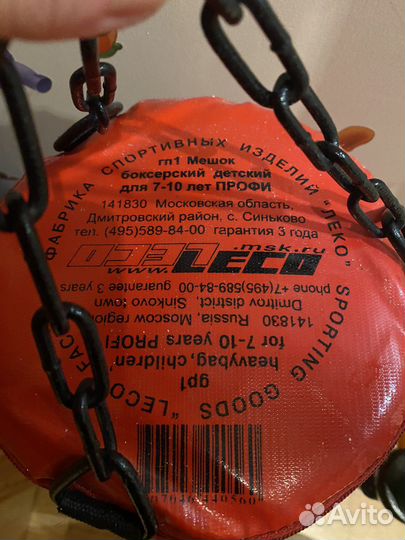 ФАБРИКА СПОРТИВНЫХ ИЗДЕЛИЙ "ЛЕКО"
гп1 Мешок
боксерский детский
для 7-10 лет ПРОФИ
141830 Московская область,
Дмитровский район, с. Синьково
тел. (495)589-84-00 гарантия 3 года
www.LECO.msk.ru
SPORTING GOODS "LECO" FAC
gp1
heavybag, children'
for 7-10 years PROFI
141830 Russia, Moscow region
Dmitrov district, Sinkovo town
phone +7(495)589-84-00 guarantee 3 years
Avito